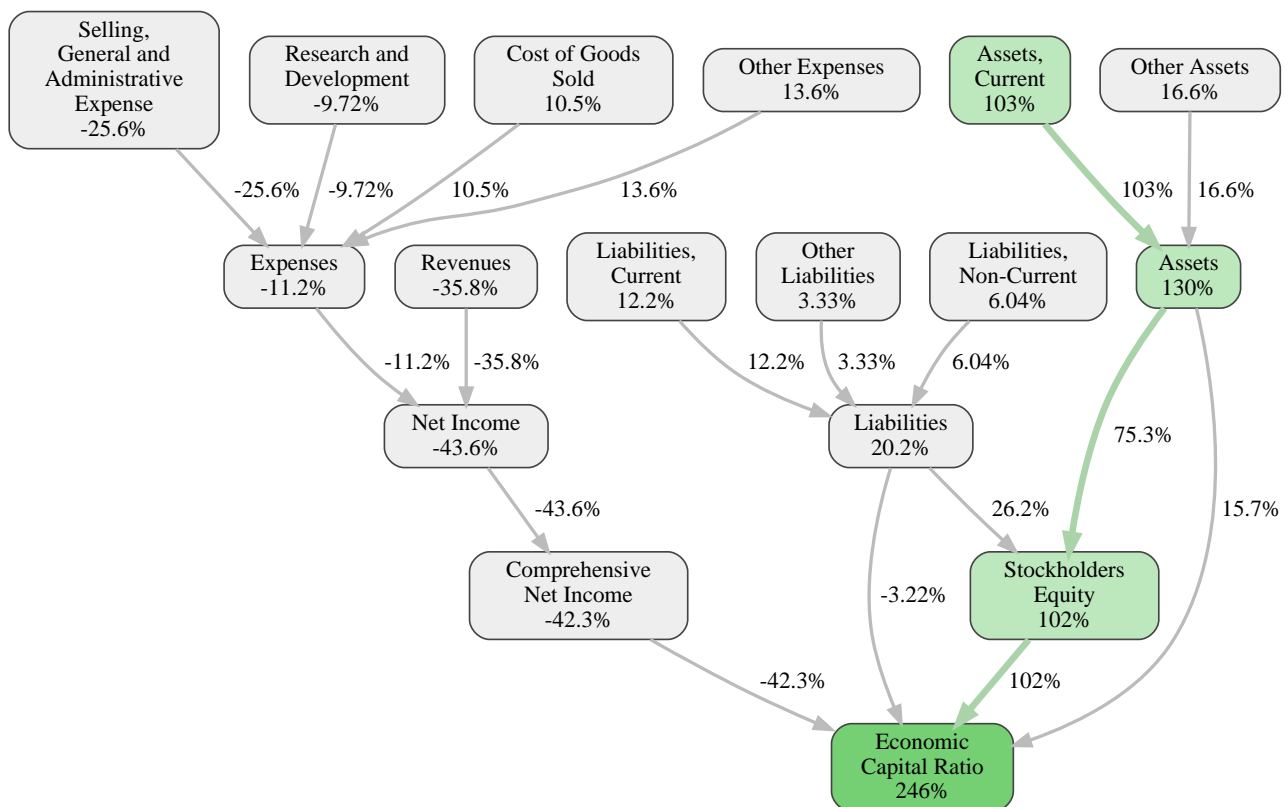 Selling,
General and
Administrative
Expense
-25.6%
Research and
Development
-9.72%
Cost of Goods
Sold
10.5%
Other Expenses
13.6%
Assets,
Current
103%
Other Assets
16.6%
-25.6%
-9.72%
10.5%
13.6%
103%
16.6%
Expenses
-11.2%
Revenues
-35.8%
Liabilities,
Current
12.2%
Other
Liabilities
3.33%
Liabilities,
Non-Current
6.04%
Assets
130%
-11.2%
-35.8%
12.2%
3.33%
6.04%
Net Income
-43.6%
Liabilities
20.2%
75.3%
-43.6%
26.2%
15.7%
Comprehensive
Net Income
-42.3%
-3.22%
Stockholders
Equity
102%
-42.3%
102%
Economic
Capital Ratio
246%